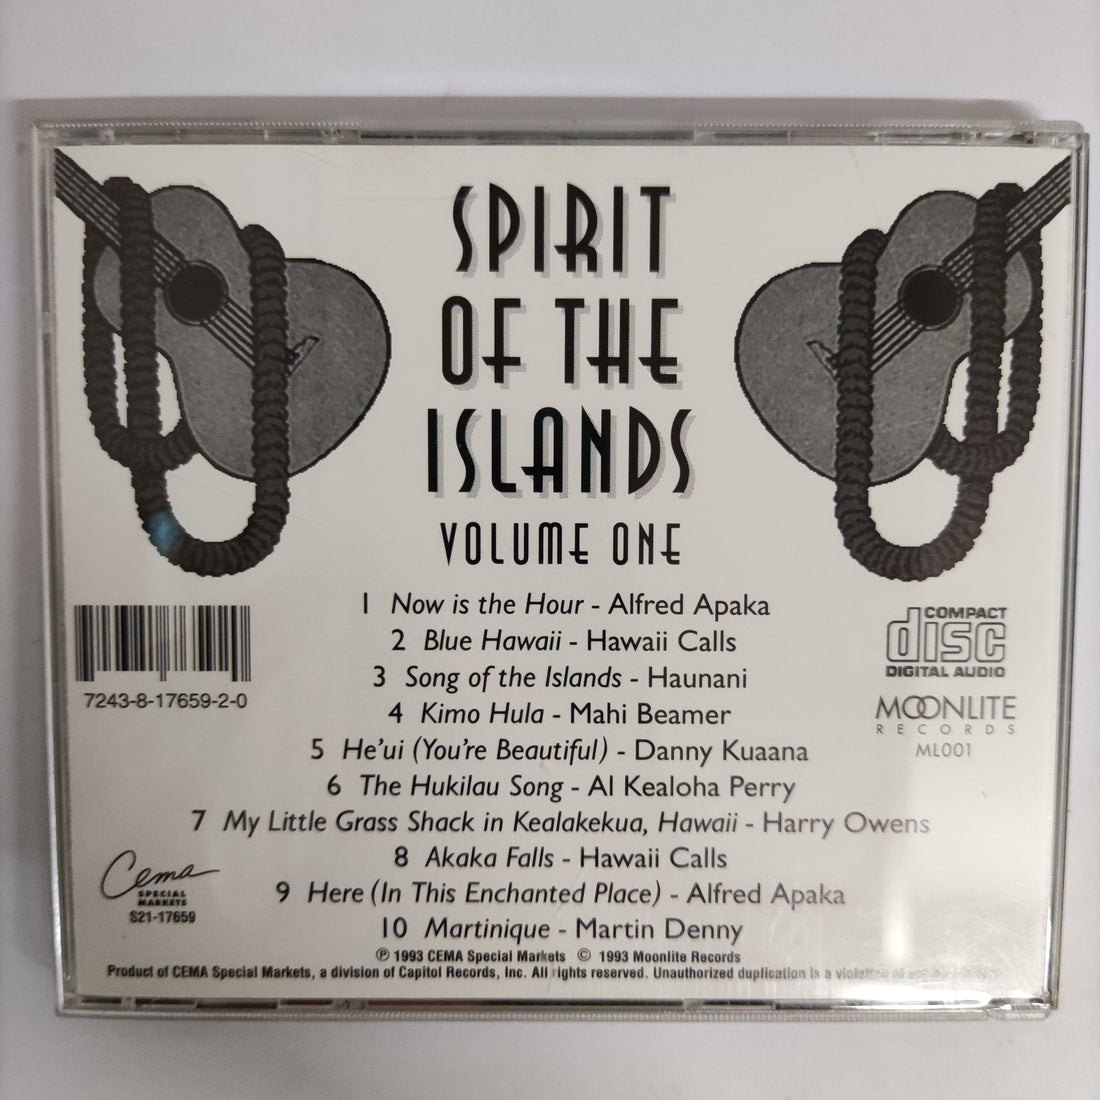 SPIRIT
OF THE
ISLANDS
VOLUME ONE
1 Now is the Hour - Alfred Apaka
2 Blue Hawaii - Hawaii Calls
3 Song of the Islands - Haunani
4 Kimo Hula - Mahi Beamer
5 He'ui (You're Beautiful) - Danny Kuaana
6 The Hukilau Song - Al Kealoha Perry
7 My Little Grass Shack in Kealakekua, Hawaii - Harry Owens
8 Akaka Falls - Hawaii Calls
9 Here (In This Enchanted Place) - Alfred Apaka
10 Martinique - Martin Denny
7243-8-17659-2-0
COMPACT
disc
DIGITAL AUDIO
MOONLITE
RECORDS
ML001
Cema
SPECIAL
MARKETS
S21-17659
℗ 1993 CEMA Special Markets © 1993 Moonlite Records
Product of CEMA Special Markets, a division of Capitol Records, Inc. All rights reserved. Unauthorized duplication is a violation of